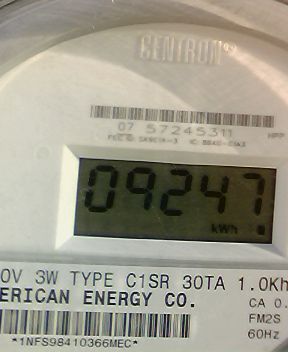 CENTRON®
07 57245311
09247
kWh
0V 3W TYPE C1SR 30TA 1.0Kh
ERICAN ENERGY CO.
CA 0.
FM2S
60Hz
*1NFS98410366MEC*